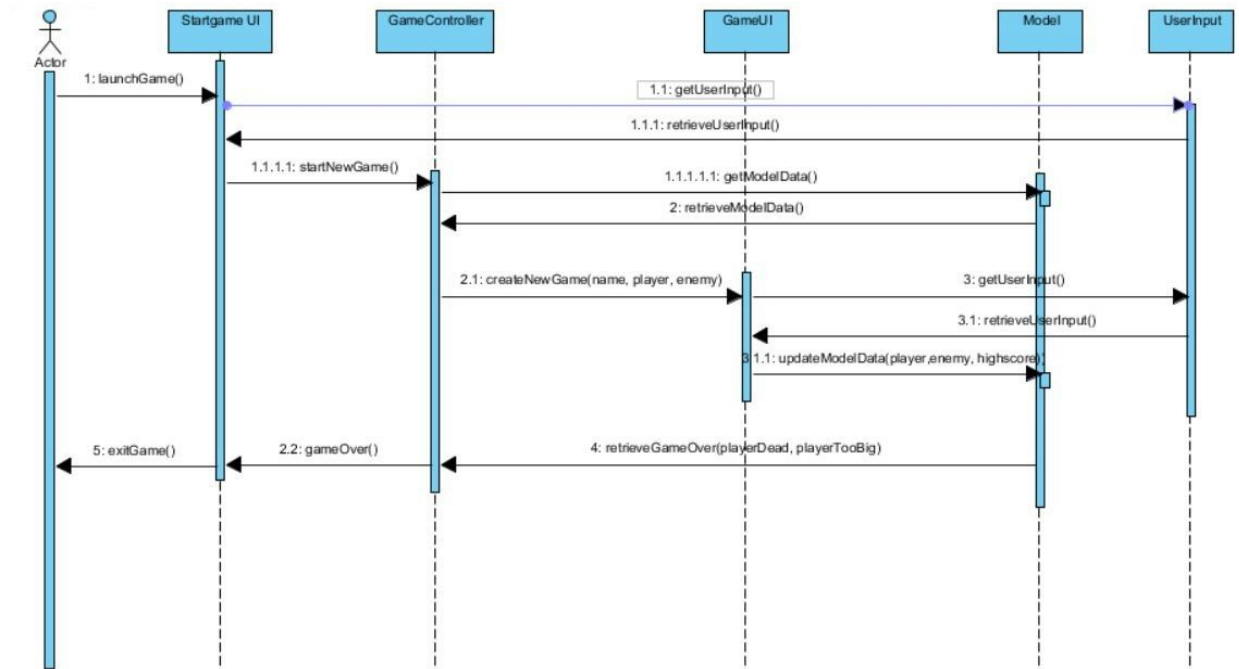 Startgame UI
GameController
GameUI
Model
UserInput
Actor
1: launchGame()
1.1: getUserInput()
1.1.1: retrieveUserInput()
1.1.1.1: startNewGame()
1.1.1.1.1: getModelData()
2: retrieveModelData()
2.1: createNewGame(name, player, enemy)
3: getUserInput()
3.1: retrieveUserInput()
3.1.1: updateModelData(player,enemy, highscore))
5: exitGame()
2.2: gameOver()
4: retrieveGameOver(playerDead, playerTooBig)